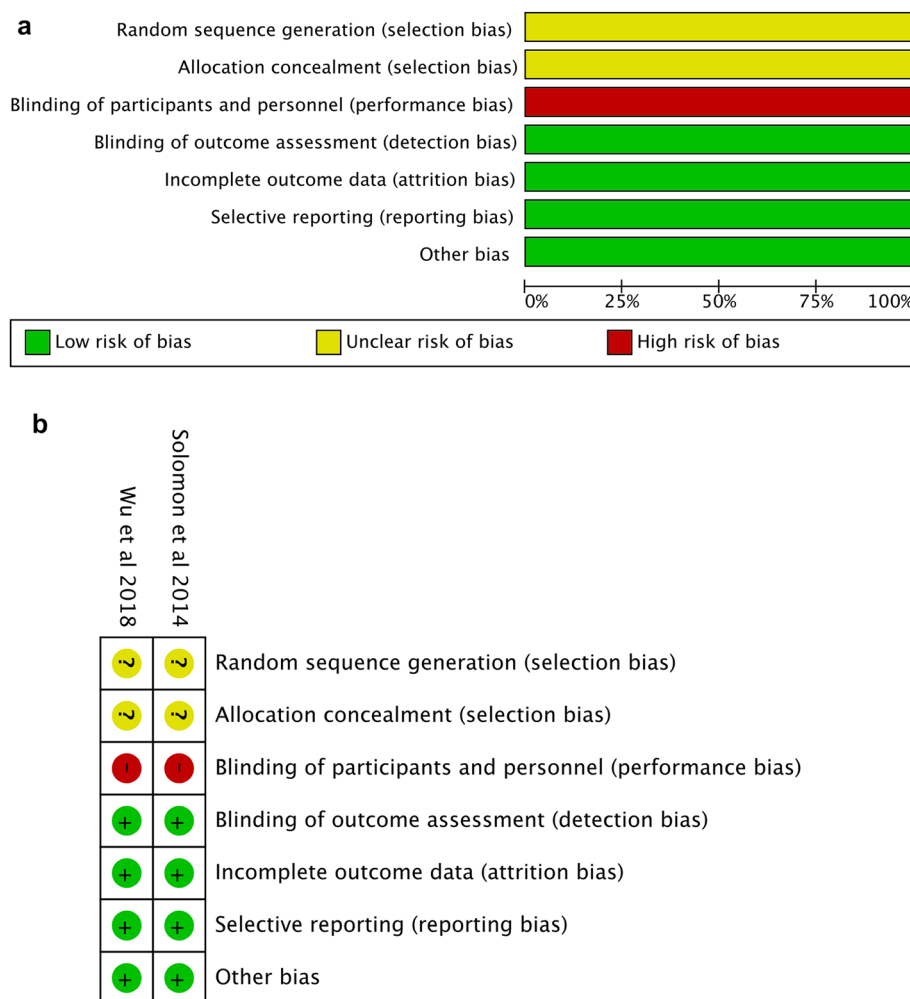 a
Random sequence generation (selection bias)
Allocation concealment (selection bias)
Blinding of participants and personnel (performance bias)
Blinding of outcome assessment (detection bias)
Incomplete outcome data (attrition bias)
Selective reporting (reporting bias)
Other bias
0% 25% 50% 75% 100%
Low risk of bias Unclear risk of bias High risk of bias
b
Wu et al 2018
Solomon et al 2014
? ? Random sequence generation (selection bias)
? ? Allocation concealment (selection bias)
- - Blinding of participants and personnel (performance bias)
+ + Blinding of outcome assessment (detection bias)
+ + Incomplete outcome data (attrition bias)
+ + Selective reporting (reporting bias)
+ + Other bias